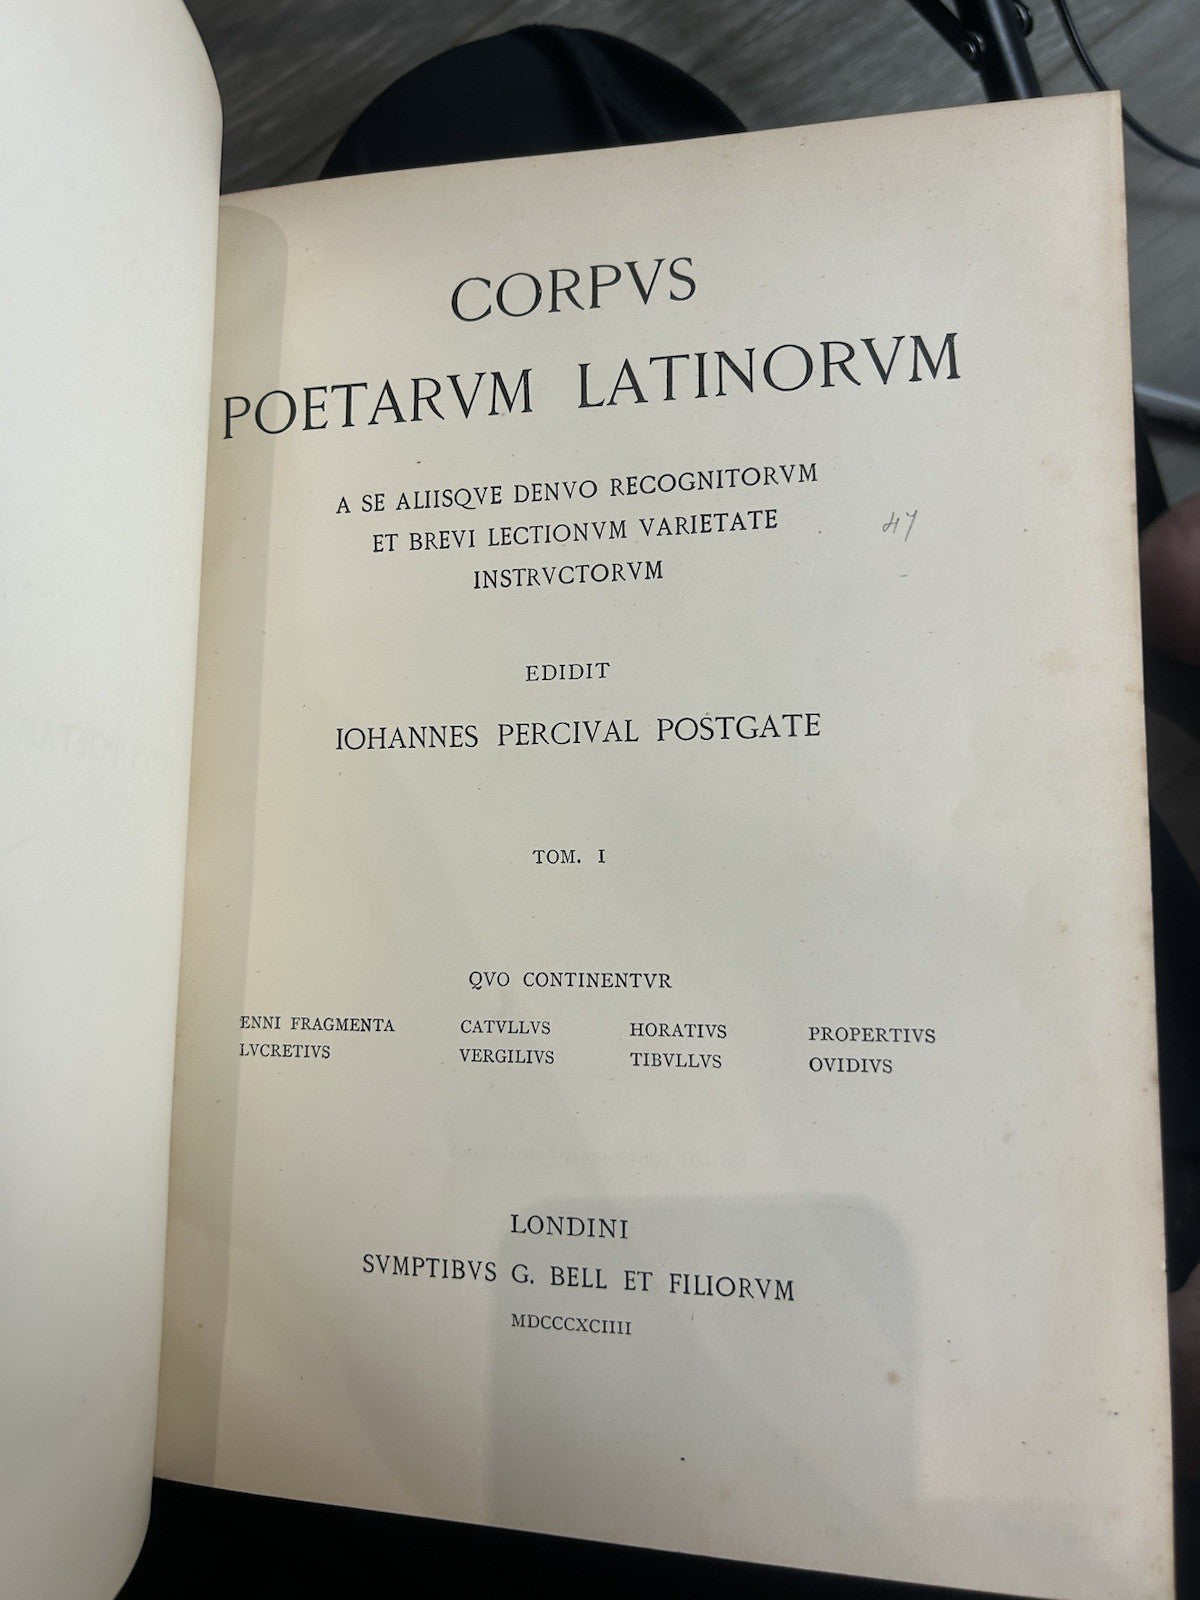 CORPVS
POETARVM LATINORVM
A SE ALIISQVE DENVO RECOGNITORVM
ET BREVI LECTIONVM VARIETATE
INSTRVCTORVM
47
EDIDIT
IOHANNES PERCIVAL POSTGATE
TOM. I
QVO CONTINENTVR
ENNI FRAGMENTA CATVLLVS HORATIVS PROPERTIVS
LVCRETIVS VERGILIVS TIBVLLVS OVIDIVS
LONDINI
SVMPTIBVS G. BELL ET FILIORVM
MDCCCXCIIII